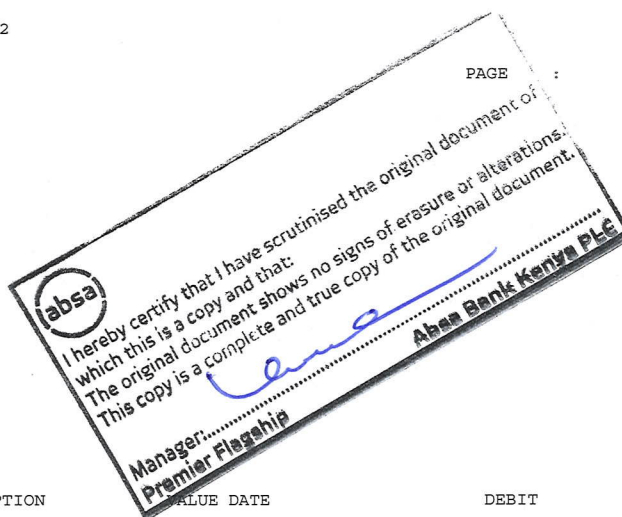 2
PAGE :
absa
I hereby certify that I have scrutinised the original document of
which this is a copy and that:
The original document shows no signs of erasure or alterations.
This copy is a complete and true copy of the original document.
Manager:
Absa Bank Kenya PLC
Premier Flagship
PTION VALUE DATE DEBIT